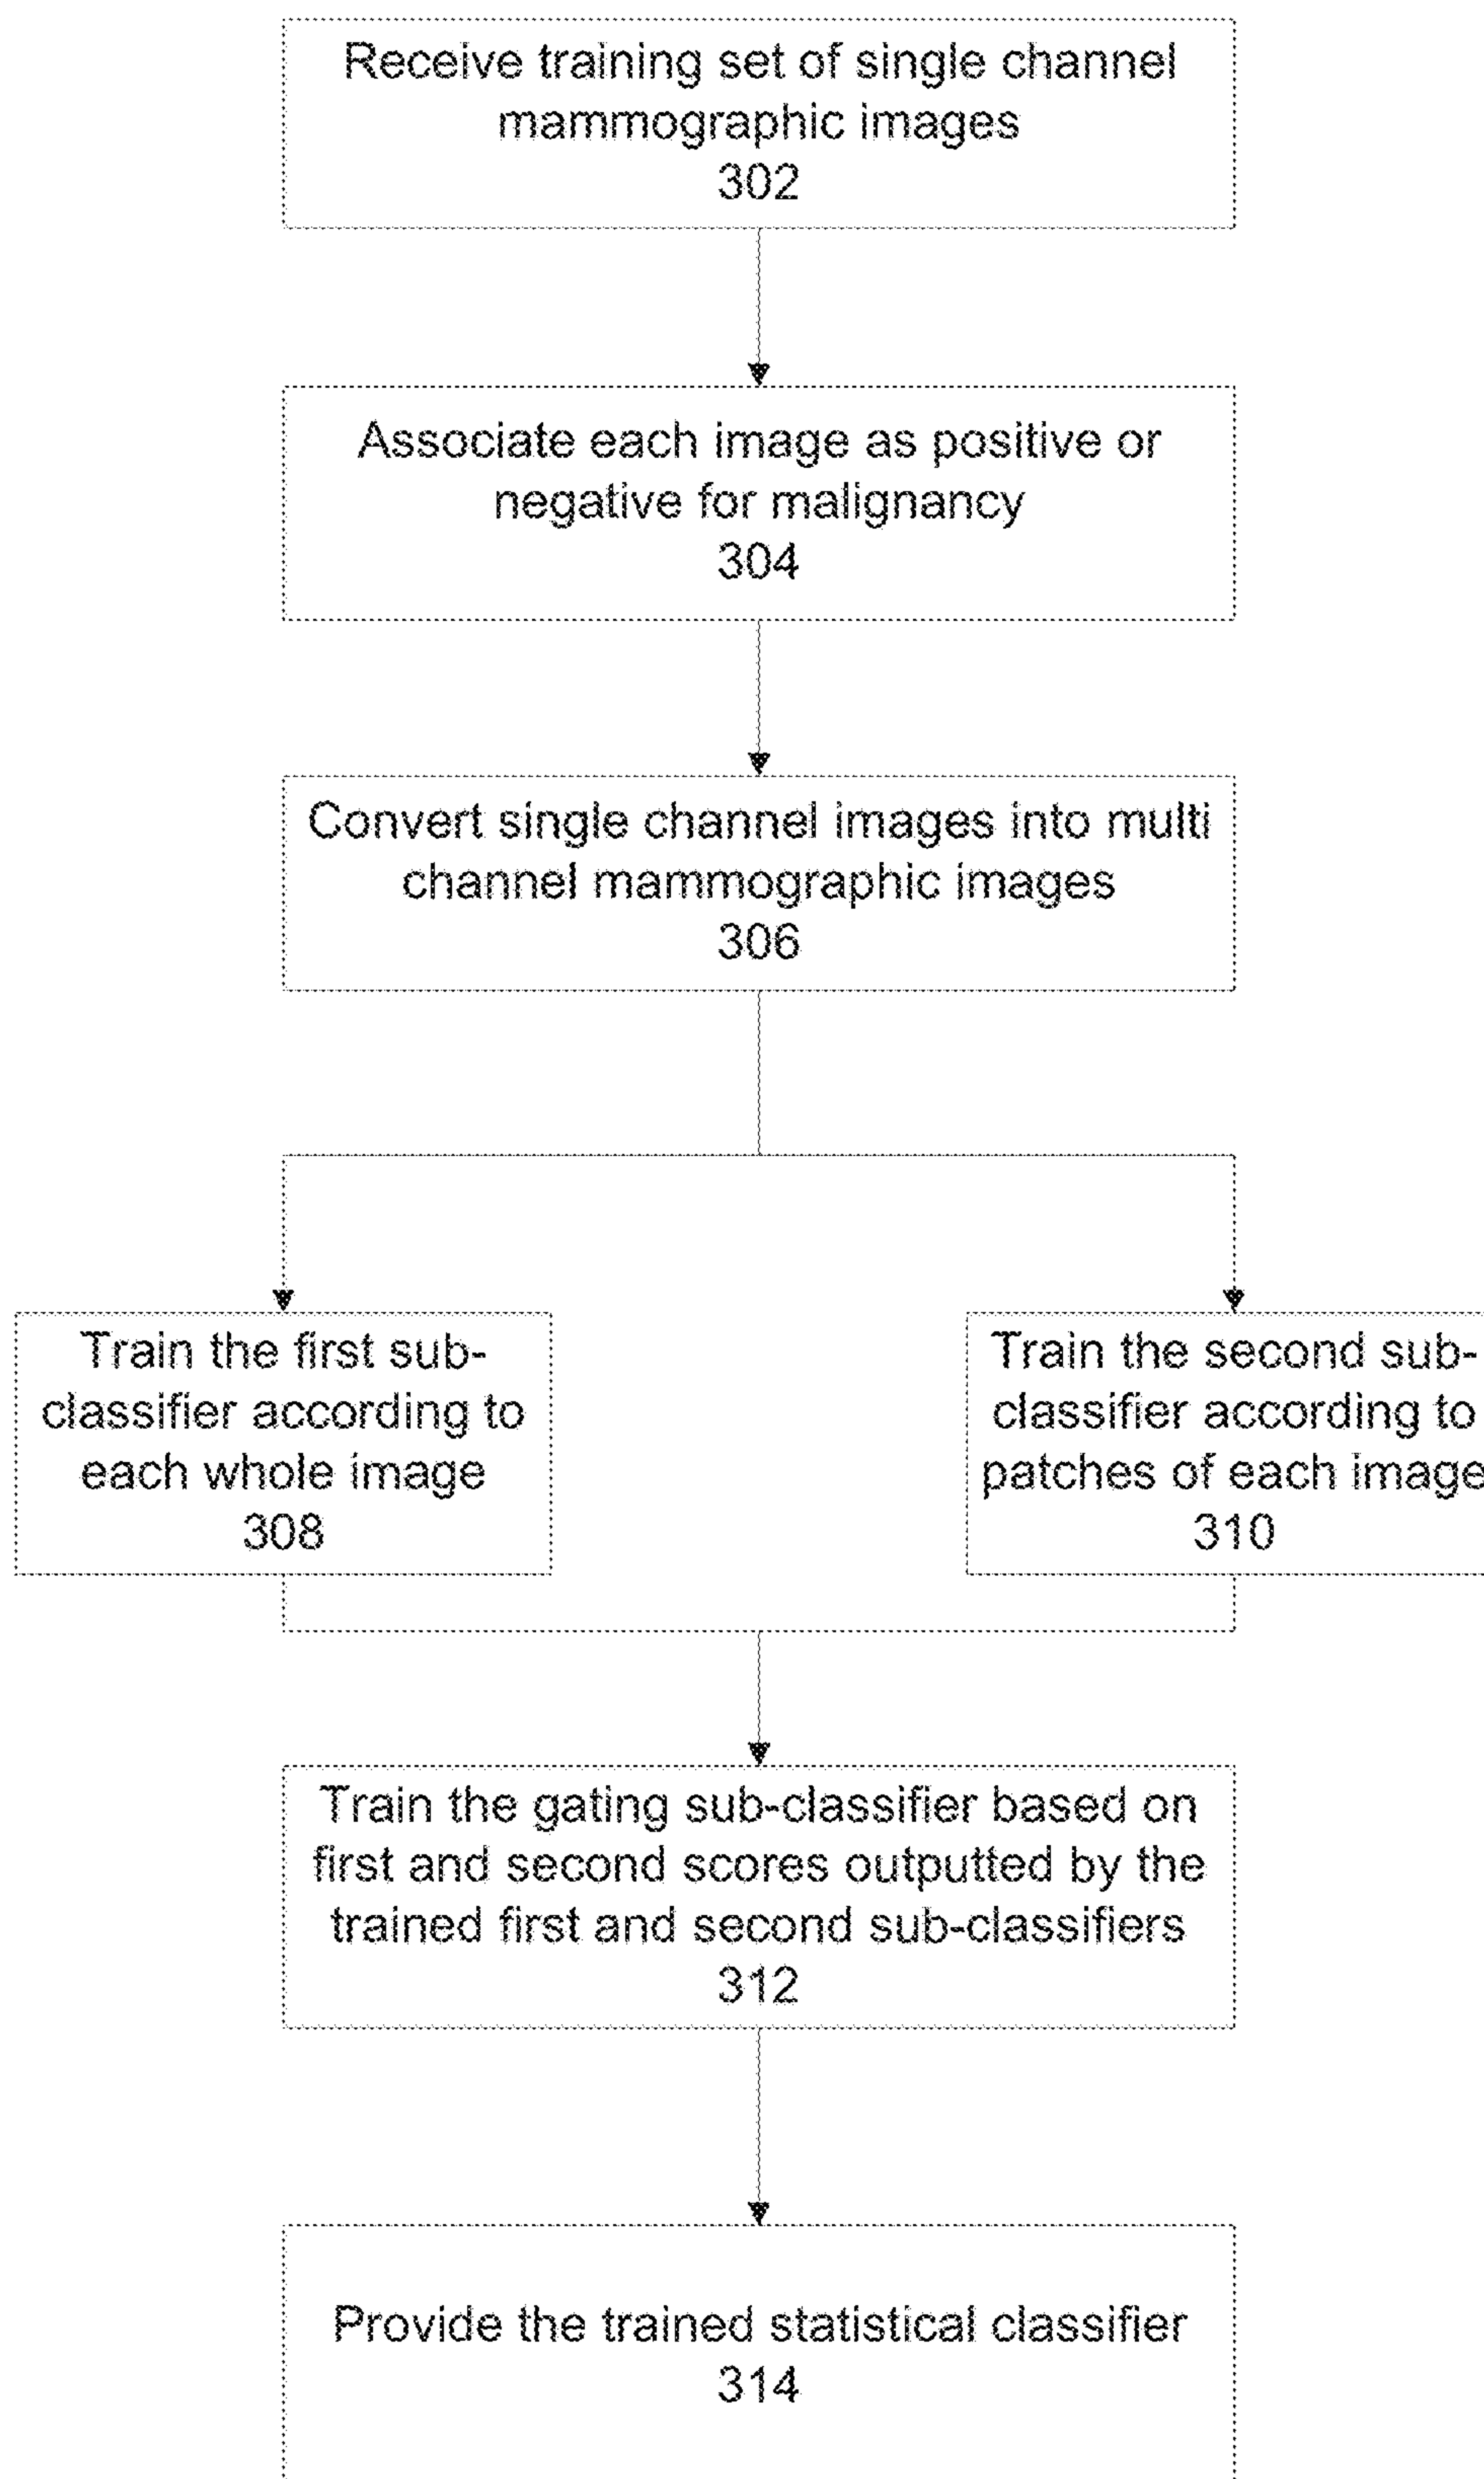 Receive training set of single channel
mammographic images
302
Associate each image as positive or
negative for malignancy
304
Convert single channel images into multi
channel mammographic images
306
Train the first sub-
classifier according to
each whole image
308
Train the second sub-
classifier according to
patches of each image
310
Train the gating sub-classifier based on
first and second scores outputted by the
trained first and second sub-classifiers
312
Provide the trained statistical classifier
314